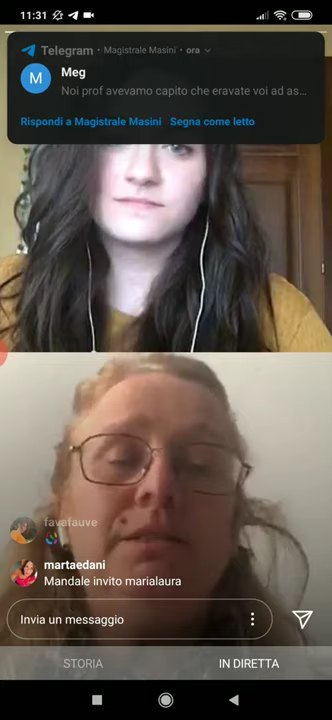 11:31
Telegram • Magistrale Masini • ora
M
Meg
Noi prof avevamo capito che eravate voi ad as...
Rispondi a Magistrale Masini Segna come letto
favafauve
martaedani
Mandale invito marialaura
Invia un messaggio
STORIA IN DIRETTA